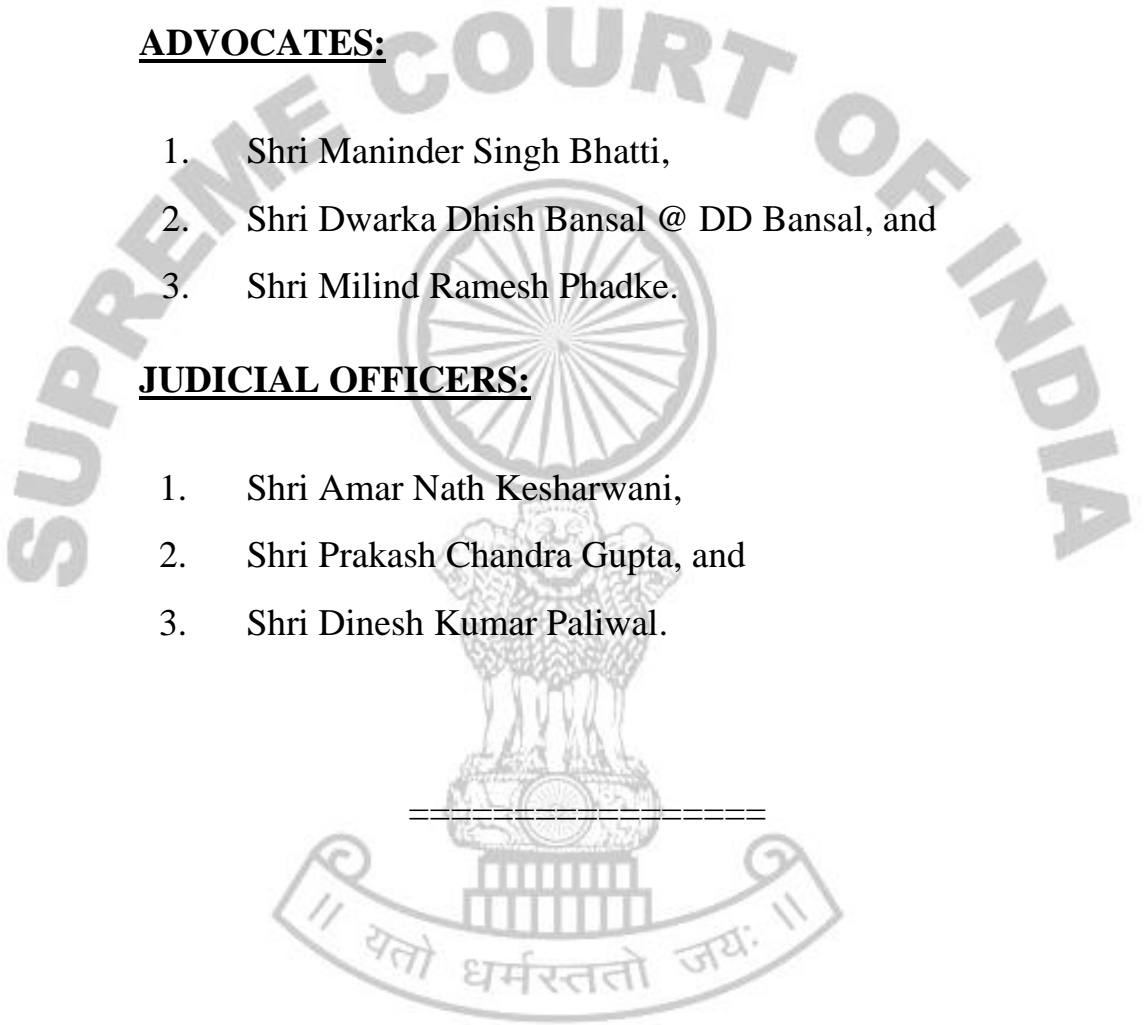 SUPREME COURT OF INDIA
ADVOCATES:
1. Shri Maninder Singh Bhatti,
2. Shri Dwarka Dhish Bansal @ DD Bansal, and
3. Shri Milind Ramesh Phadke.
JUDICIAL OFFICERS:
1. Shri Amar Nath Kesharwani,
2. Shri Prakash Chandra Gupta, and
3. Shri Dinesh Kumar Paliwal.
=================
॥ यतो धर्मस्ततो जयः ॥